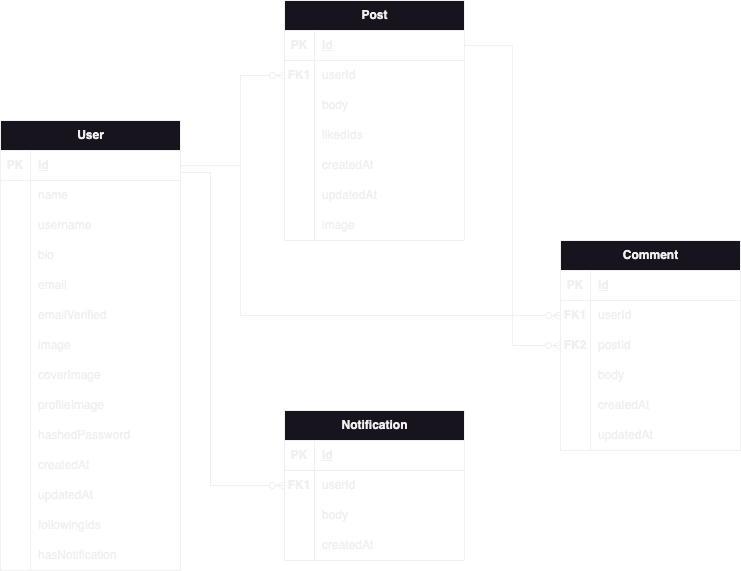 Post
PK id
FK1 userId
body
likedIds
createdAt
updatedAt
image
User
PK id
name
username
bio
email
emailVerified
image
coverImage
profileImage
hashedPassword
createdAt
updatedAt
followingIds
hasNotification
Comment
PK id
FK1 userId
FK2 postId
body
createdAt
updatedAt
Notification
PK id
FK1 userId
body
createdAt